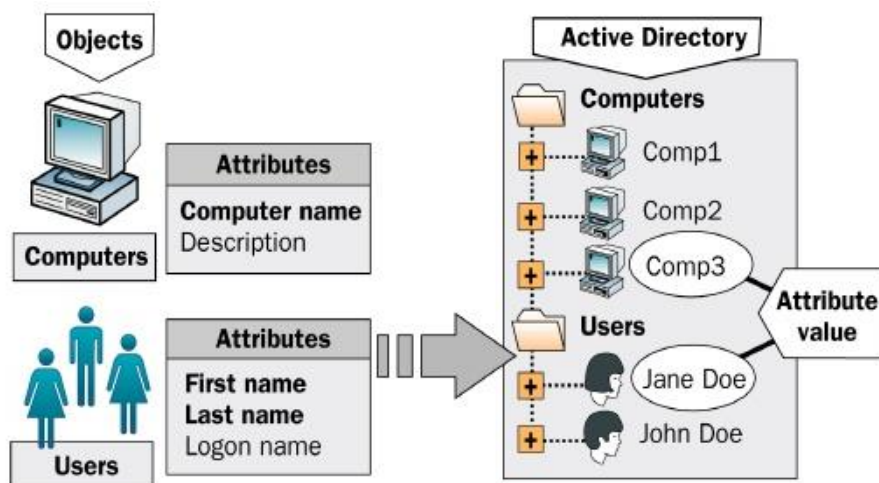 Objects
Computers
Attributes
Computer name
Description
Users
Attributes
First name
Last name
Logon name
Active Directory
Computers
Comp1
Comp2
Comp3
Users
Jane Doe
John Doe
Attribute
value